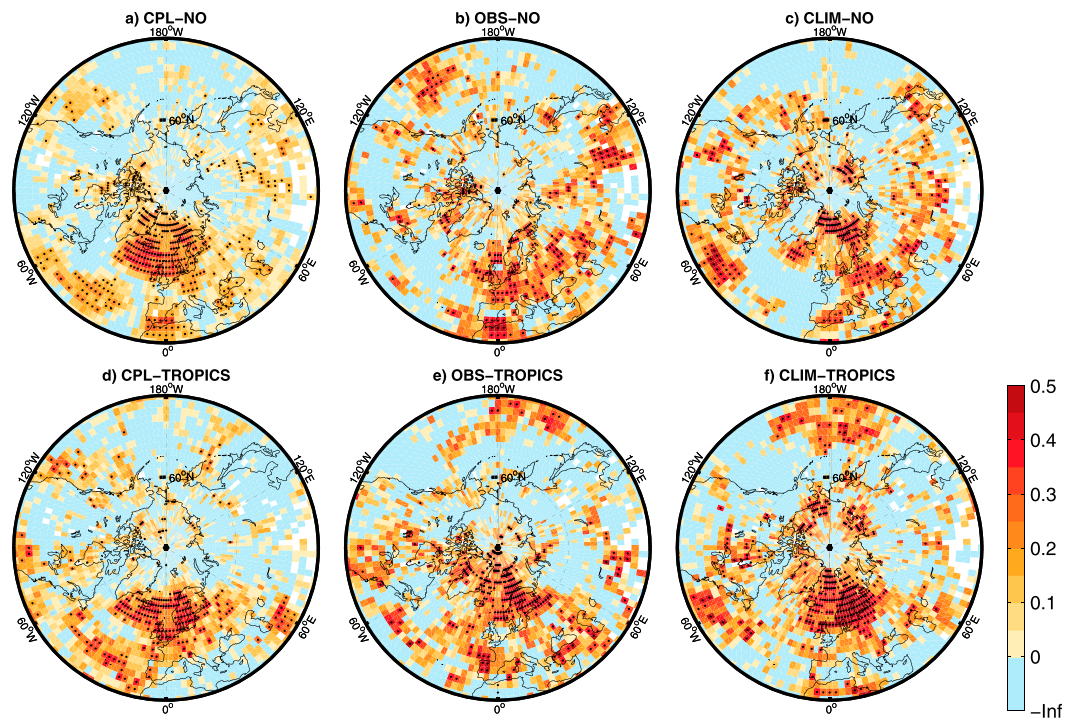 a) CPL−NO
b) OBS−NO
c) CLIM−NO
180°W
180°W
180°W
120°W
60°N
120°E
120°W
60°N
120°E
120°W
60°N
120°E
60°W
60°E
60°W
60°E
60°W
60°E
0°
0°
0°
d) CPL−TROPICS
e) OBS−TROPICS
f) CLIM−TROPICS
180°W
180°W
180°W
120°W
60°N
120°E
120°W
60°N
120°E
120°W
60°N
120°E
60°W
60°E
60°W
60°E
60°W
60°E
0°
0°
0°
0.5
0.4
0.3
0.2
0.1
0
−Inf